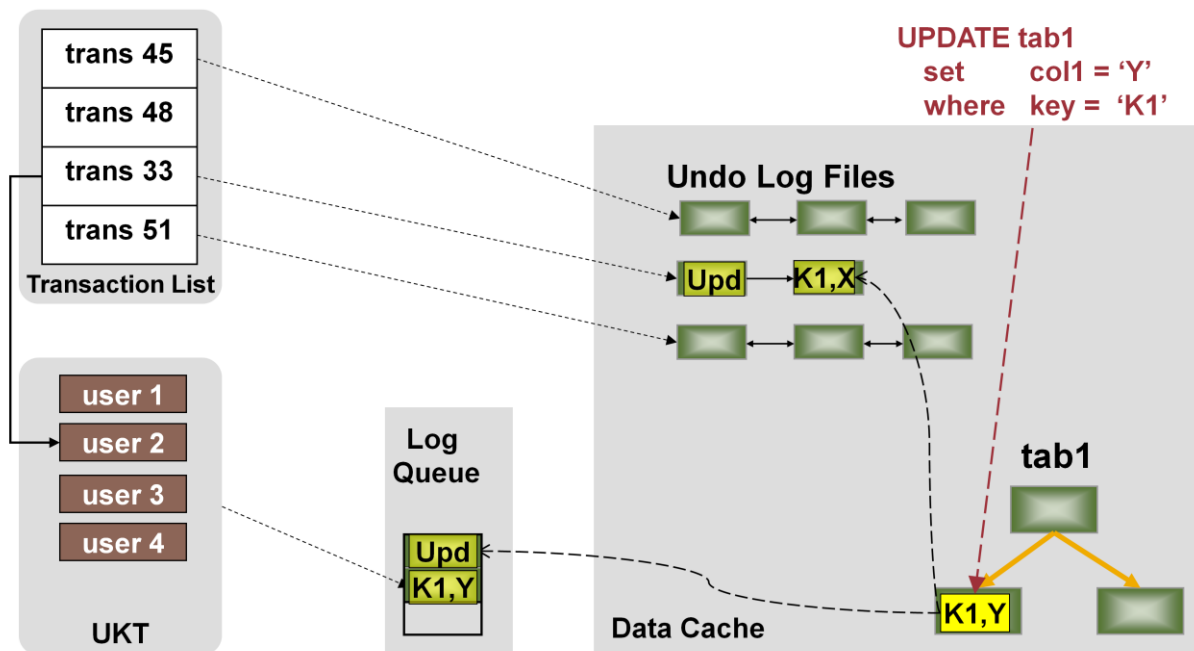 trans 45
trans 48
trans 33
trans 51
Transaction List
UPDATE tab1
set col1 = ‘Y’
where key = ‘K1’
Undo Log Files
Upd
K1,X
user 1
user 2
user 3
user 4
UKT
Log
Queue
Upd
K1,Y
tab1
K1,Y
Data Cache